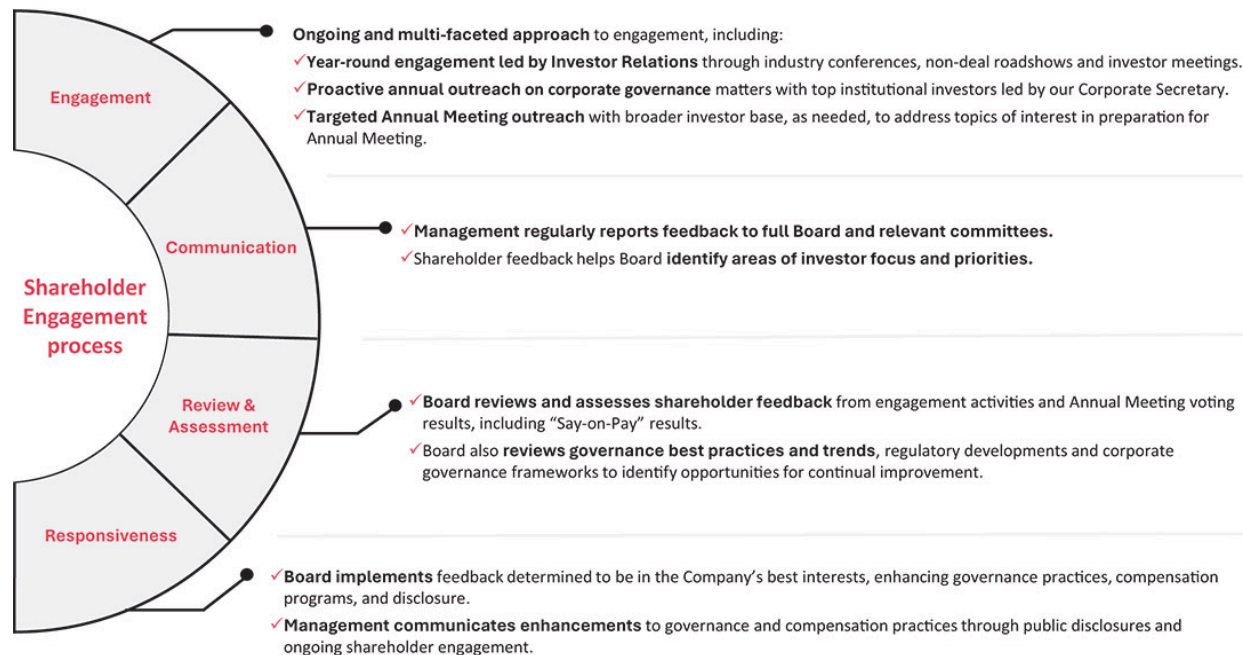 Shareholder
Engagement
process
Engagement
Ongoing and multi-faceted approach to engagement, including:
✓Year-round engagement led by Investor Relations through industry conferences, non-deal roadshows and investor meetings.
✓Proactive annual outreach on corporate governance matters with top institutional investors led by our Corporate Secretary.
✓Targeted Annual Meeting outreach with broader investor base, as needed, to address topics of interest in preparation for
Annual Meeting.
Communication
✓Management regularly reports feedback to full Board and relevant committees.
✓Shareholder feedback helps Board identify areas of investor focus and priorities.
Review &
Assessment
✓Board reviews and assesses shareholder feedback from engagement activities and Annual Meeting voting
results, including “Say-on-Pay” results.
✓Board also reviews governance best practices and trends, regulatory developments and corporate
governance frameworks to identify opportunities for continual improvement.
Responsiveness
✓Board implements feedback determined to be in the Company’s best interests, enhancing governance practices, compensation
programs, and disclosure.
✓Management communicates enhancements to governance and compensation practices through public disclosures and
ongoing shareholder engagement.